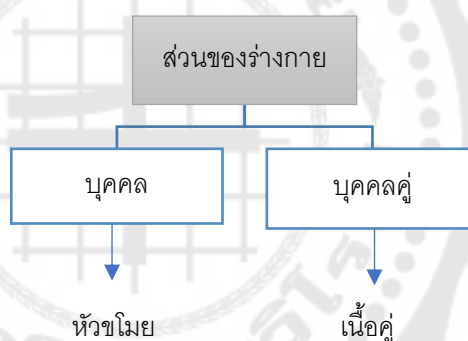 ส่วนของร่างกาย
บุคคล
บุคคลคู่
หัวขโมย
เนื้อคู่